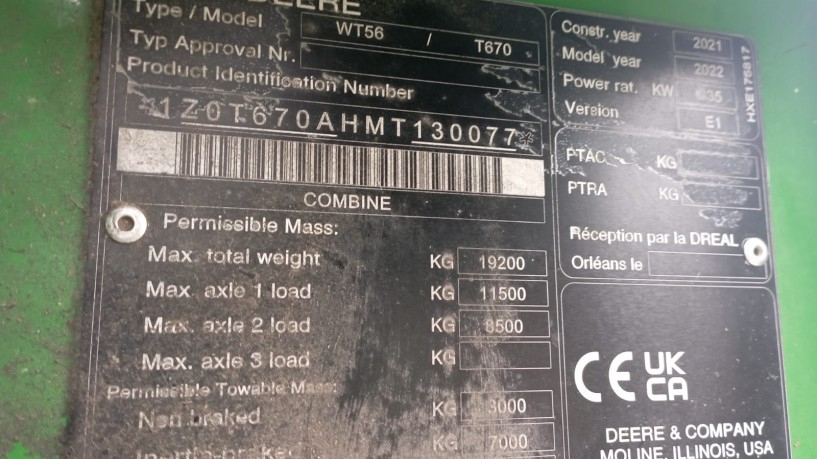 DEERE
Type / Model WT56 / T670
Typ Approval Nr.
Product Identification Number
*1Z0T670AHMT130077*
COMBINE
Permissible Mass:
Max. total weight KG 19200
Max. axle 1 load KG 11500
Max. axle 2 load KG 8500
Max. axle 3 load KG
Permissible Towable Mass:
Non braked KG 3000
KG 7000
Constr. year 2021
Model year 2022
Power rat. KW
Version E1
HXE175817
PTAC KG
PTRA KG
Réception par la DREAL
Orléans le
CE UK
CA
DEERE & COMPANY
MOLINE, ILLINOIS, USA